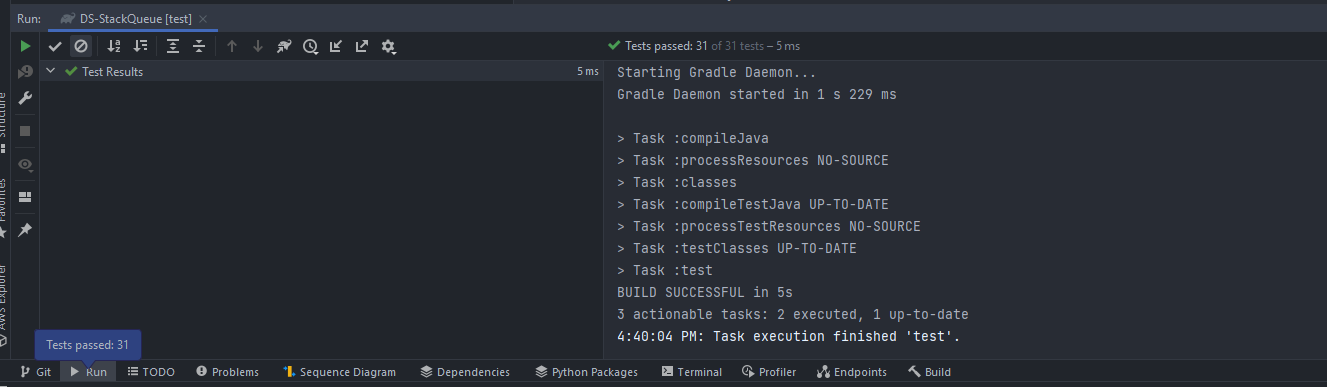 Run: DS-StackQueue [test]
Tests passed: 31 of 31 tests – 5 ms
Test Results 5 ms
Starting Gradle Daemon...
Gradle Daemon started in 1 s 229 ms
> Task :compileJava
> Task :processResources NO-SOURCE
> Task :classes
> Task :compileTestJava UP-TO-DATE
> Task :processTestResources NO-SOURCE
> Task :testClasses UP-TO-DATE
> Task :test
BUILD SUCCESSFUL in 5s
3 actionable tasks: 2 executed, 1 up-to-date
4:40:04 PM: Task execution finished 'test'.
Structure
Favorites
AWS Explorer
Tests passed: 31
Git Run TODO Problems Sequence Diagram Dependencies Python Packages Terminal Profiler Endpoints Build